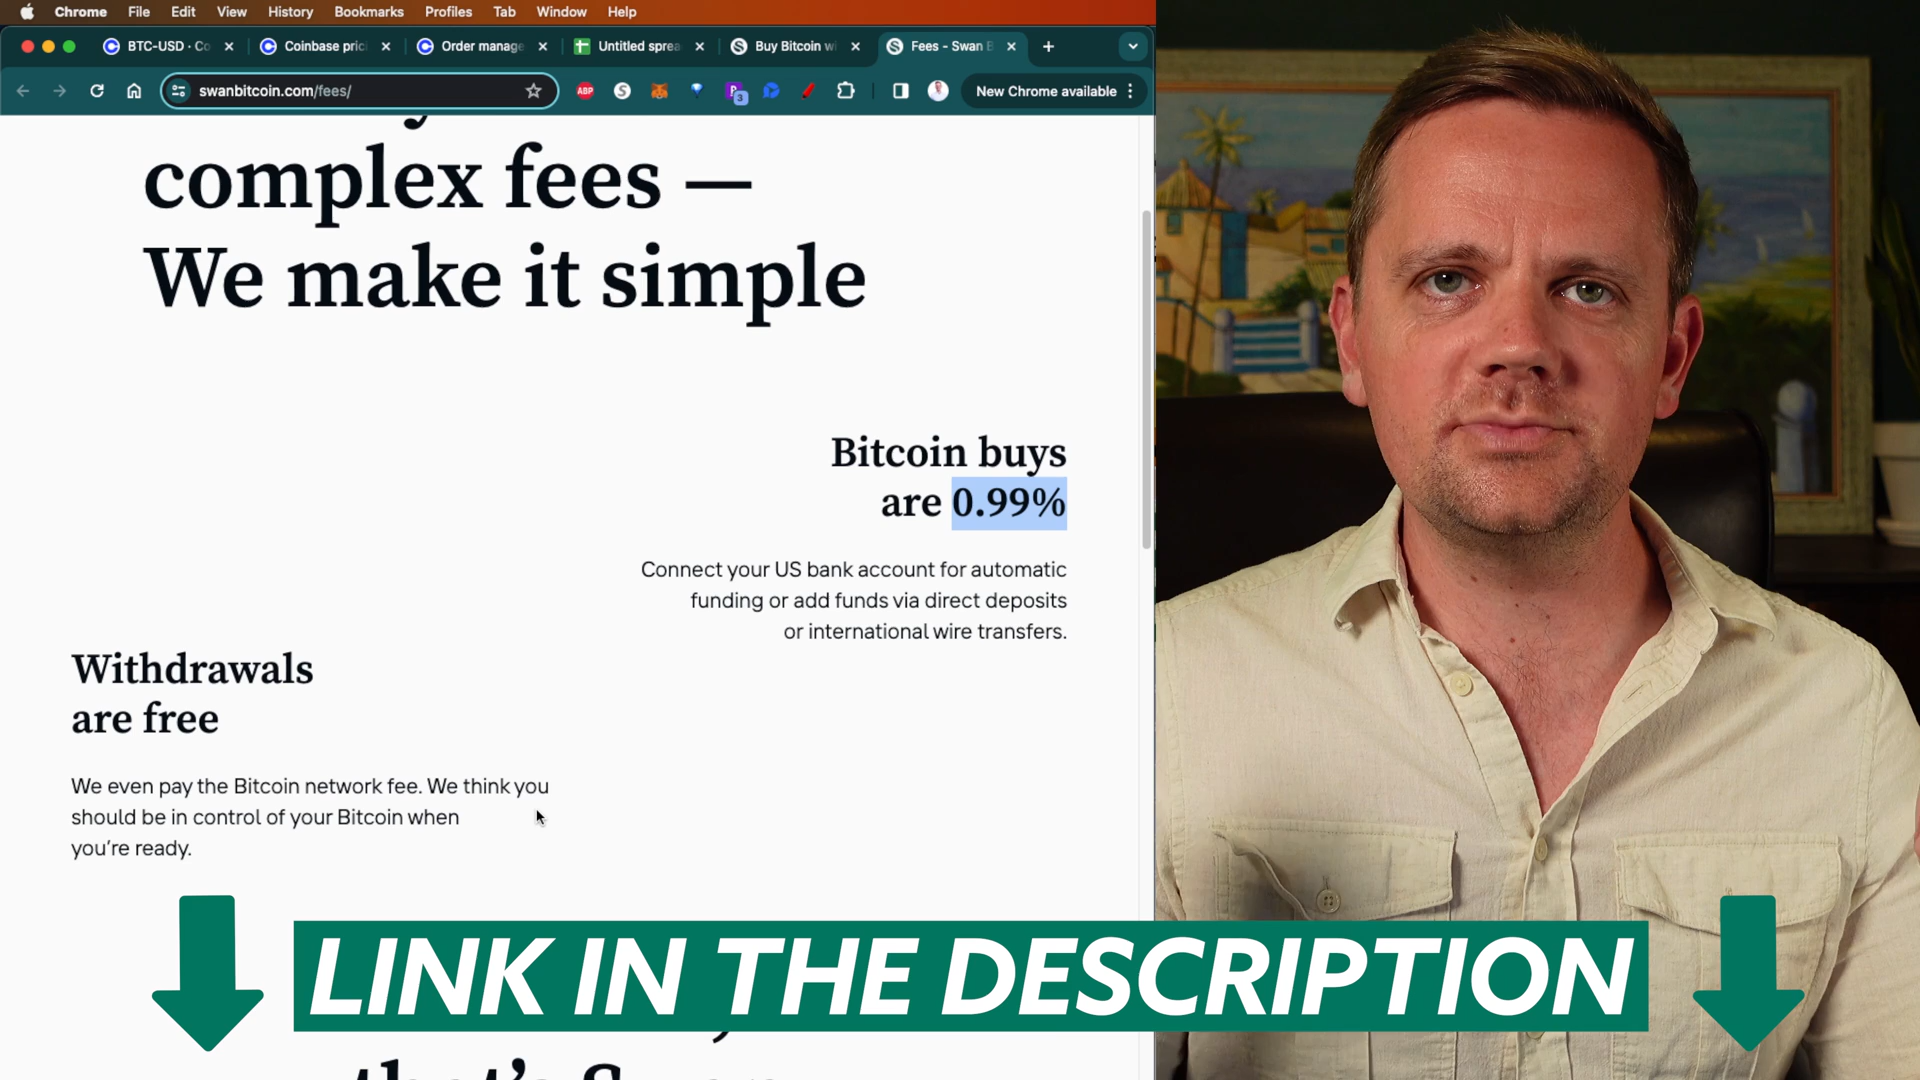 Chrome File Edit View History Bookmarks Profiles Tab Window Help
BTC-USD · Co
Coinbase prici
Order manage
Untitled sprea
Buy Bitcoin wi
Fees - Swan B
swanbitcoin.com/fees/
ABP
3
New Chrome available
complex fees —
We make it simple
Bitcoin buys
are 0.99%
Connect your US bank account for automatic
funding or add funds via direct deposits
or international wire transfers.
Withdrawals
are free
We even pay the Bitcoin network fee. We think you
should be in control of your Bitcoin when
you're ready.
LINK IN THE DESCRIPTION